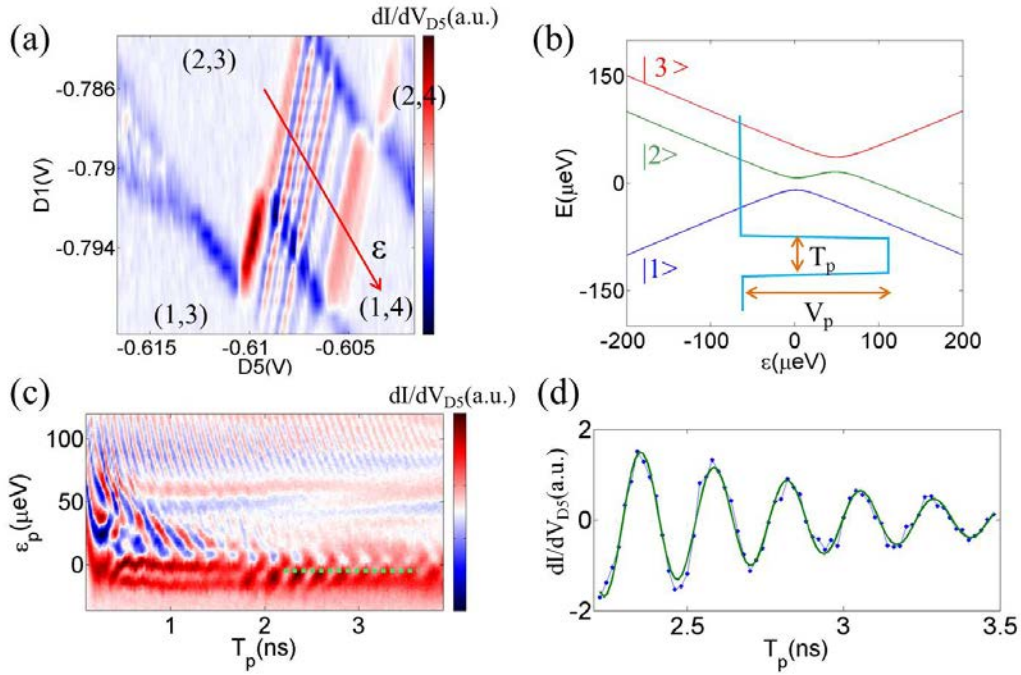 (a)
dI/dV_D5(a.u.)
(2,3)
(2,4)
(1,3)
(1,4)
ε
D1(V)
-0.786
-0.79
-0.794
-0.615
-0.61
-0.605
D5(V)
(b)
|3>
|2>
|1>
T_p
V_p
E(μeV)
150
0
-150
-200
-100
0
100
200
ε(μeV)
(c)
dI/dV_D5(a.u.)
ε_p(μeV)
100
50
0
1
2
3
T_p(ns)
(d)
dI/dV_D5(a.u.)
2
0
-2
2.5
3
3.5
T_p(ns)